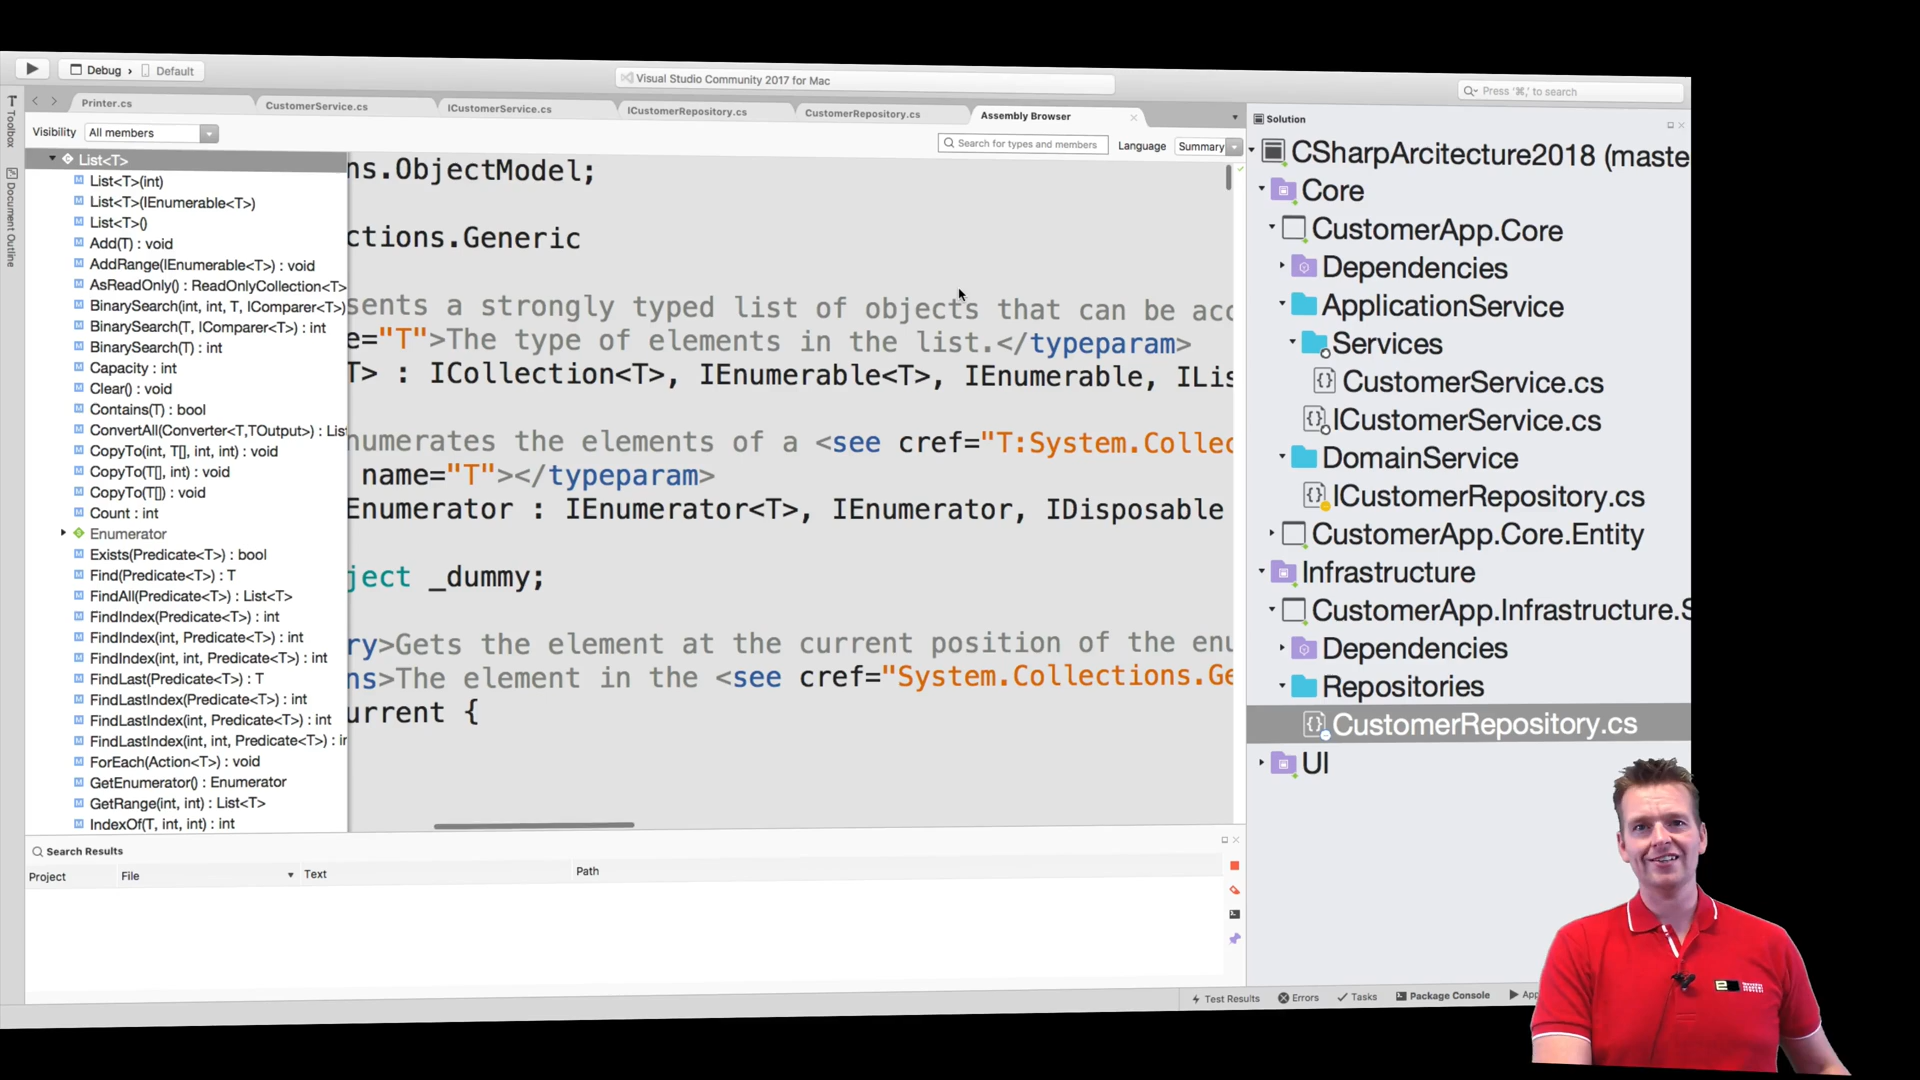 Debug › Default
Visual Studio Community 2017 for Mac
Press '⌘.' to search
Toolbox
Document Outline
Printer.cs
CustomerService.cs
ICustomerService.cs
ICustomerRepository.cs
CustomerRepository.cs
Assembly Browser
Visibility All members
Search for types and members
Language Summary
List<T>
List<T>(int)
List<T>(IEnumerable<T>)
List<T>()
Add(T) : void
AddRange(IEnumerable<T>) : void
AsReadOnly() : ReadOnlyCollection<T>
BinarySearch(int, int, T, IComparer<T>)
BinarySearch(T, IComparer<T>) : int
BinarySearch(T) : int
Capacity : int
Clear() : void
Contains(T) : bool
ConvertAll(Converter<T,TOutput>) : List
CopyTo(int, T[], int, int) : void
CopyTo(T[], int) : void
CopyTo(T[]) : void
Count : int
Enumerator
Exists(Predicate<T>) : bool
Find(Predicate<T>) : T
FindAll(Predicate<T>) : List<T>
FindIndex(Predicate<T>) : int
FindIndex(int, Predicate<T>) : int
FindIndex(int, int, Predicate<T>) : int
FindLast(Predicate<T>) : T
FindLastIndex(Predicate<T>) : int
FindLastIndex(int, Predicate<T>) : int
FindLastIndex(int, int, Predicate<T>) : ir
ForEach(Action<T>) : void
GetEnumerator() : Enumerator
GetRange(int, int) : List<T>
IndexOf(T, int, int) : int
ns.ObjectModel;
ctions.Generic
sents a strongly typed list of objects that can be acc
e="T">The type of elements in the list.</typeparam>
T> : ICollection<T>, IEnumerable<T>, IEnumerable, ILis
numerates the elements of a <see cref="T:System.Collec
name="T"></typeparam>
Enumerator : IEnumerator<T>, IEnumerator, IDisposable
ject _dummy;
ry>Gets the element at the current position of the enu
ns>The element in the <see cref="System.Collections.Ge
urrent {
Solution
CSharpArcitecture2018 (maste
Core
CustomerApp.Core
Dependencies
ApplicationService
Services
CustomerService.cs
ICustomerService.cs
DomainService
ICustomerRepository.cs
CustomerApp.Core.Entity
Infrastructure
CustomerApp.Infrastructure.S
Dependencies
Repositories
CustomerRepository.cs
UI
Search Results
Project File Text Path
Test Results Errors Tasks Package Console App